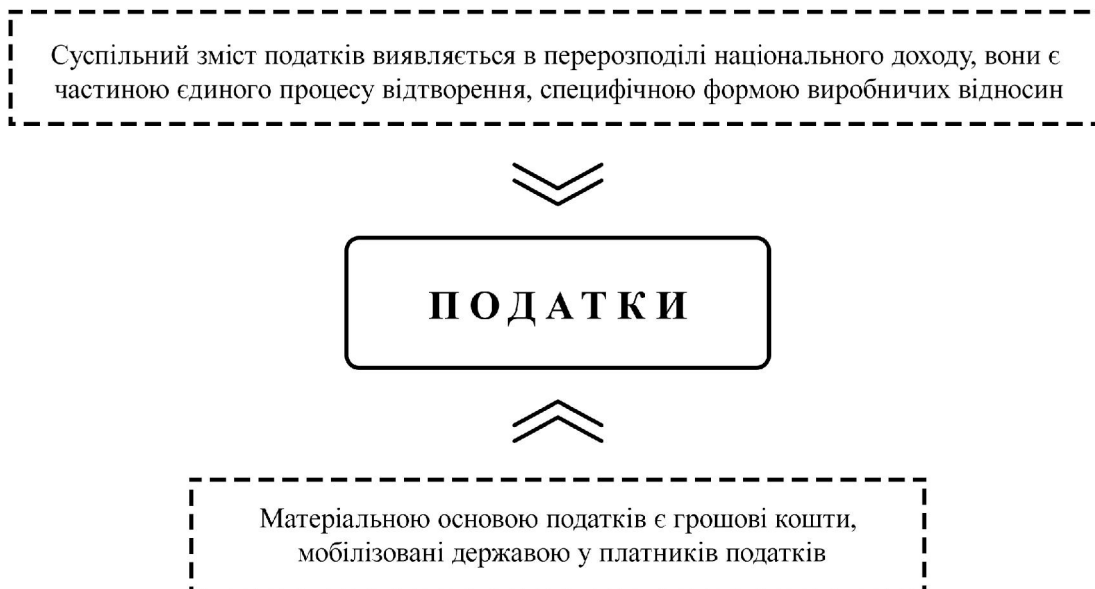 Суспільний зміст податків виявляється в перерозподілі національного доходу, вони є
частиною єдиного процесу відтворення, специфічною формою виробничих відносин
ПОДАТКИ
Матеріальною основою податків є грошові кошти,
мобілізовані державою у платників податків